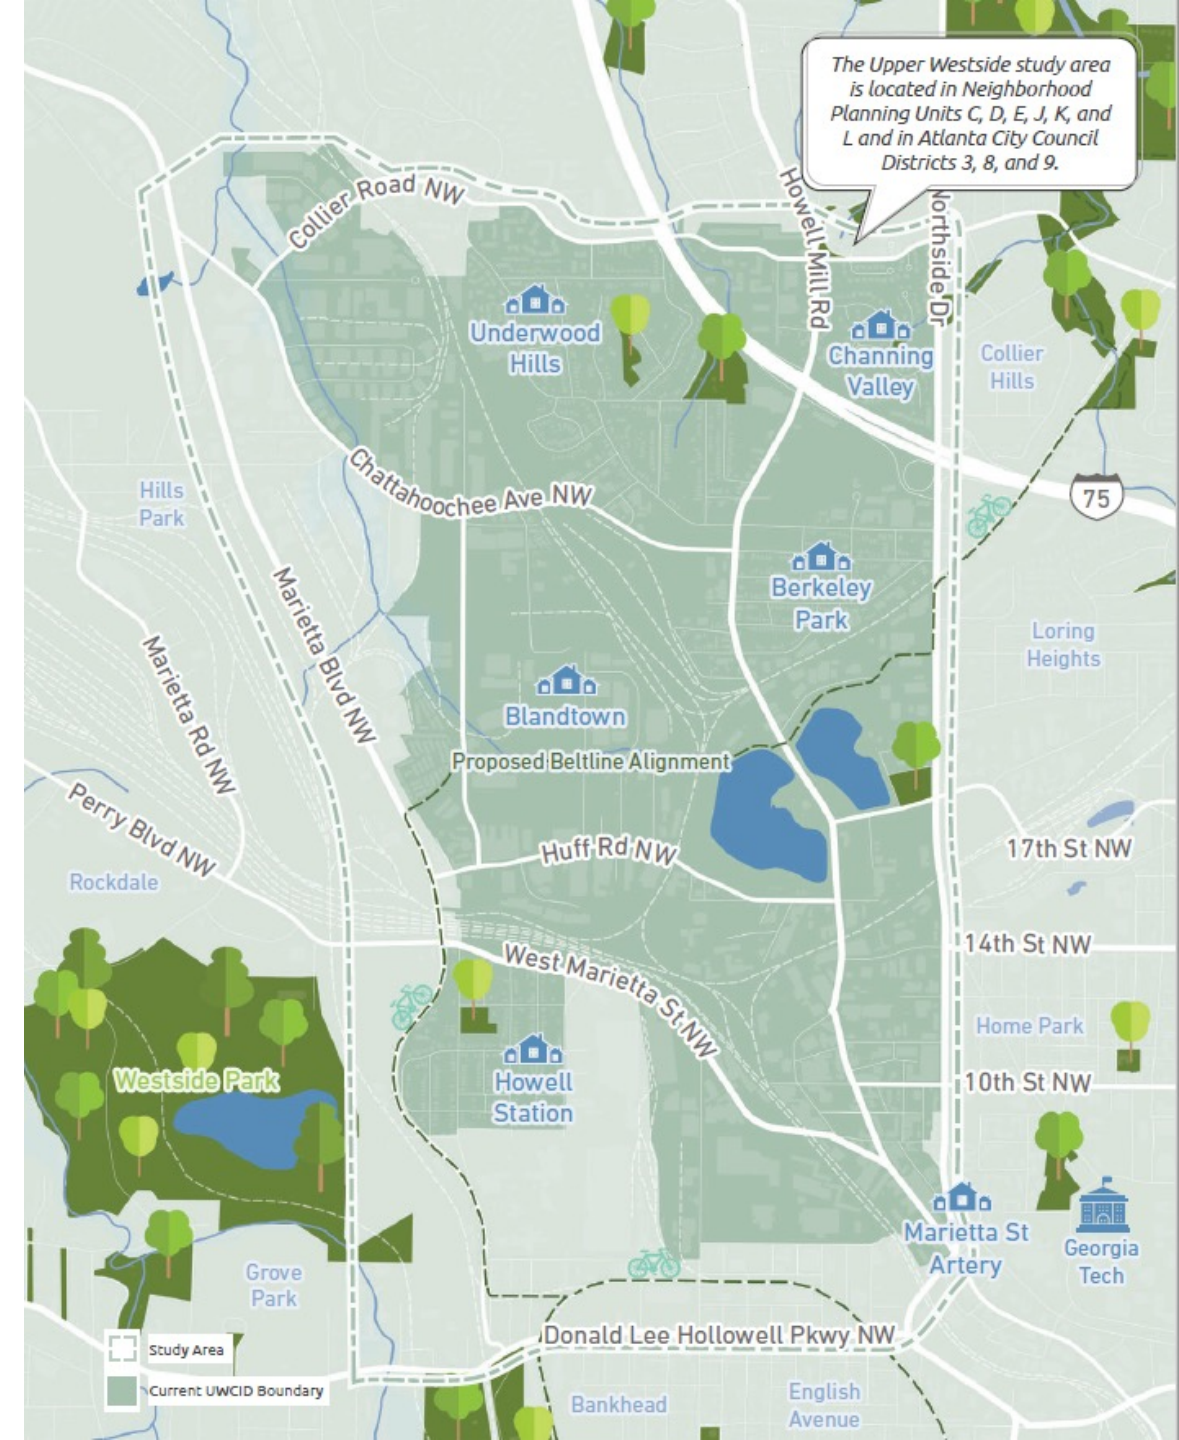 The Upper Westside study area
is located in Neighborhood
Planning Units C, D, E, J, K, and
L and in Atlanta City Council
Districts 3, 8, and 9.
Collier Road NW
Howell Mill Rd
Northside Dr
Underwood
Hills
Channing
Valley
Collier
Hills
Hills
Park
Chattahoochee Ave NW
75
Berkeley
Park
Marietta Blvd NW
Loring
Heights
Marietta Rd NW
Blandtown
Proposed Beltline Alignment
Perry Blvd NW
Huff Rd NW
17th St NW
Rockdale
14th St NW
West Marietta St NW
Home Park
Westside Park
Howell
Station
10th St NW
Marietta St
Artery
Georgia
Tech
Grove
Park
Donald Lee Hollowell Pkwy NW
Study Area
Current UWCID Boundary
Bankhead
English
Avenue